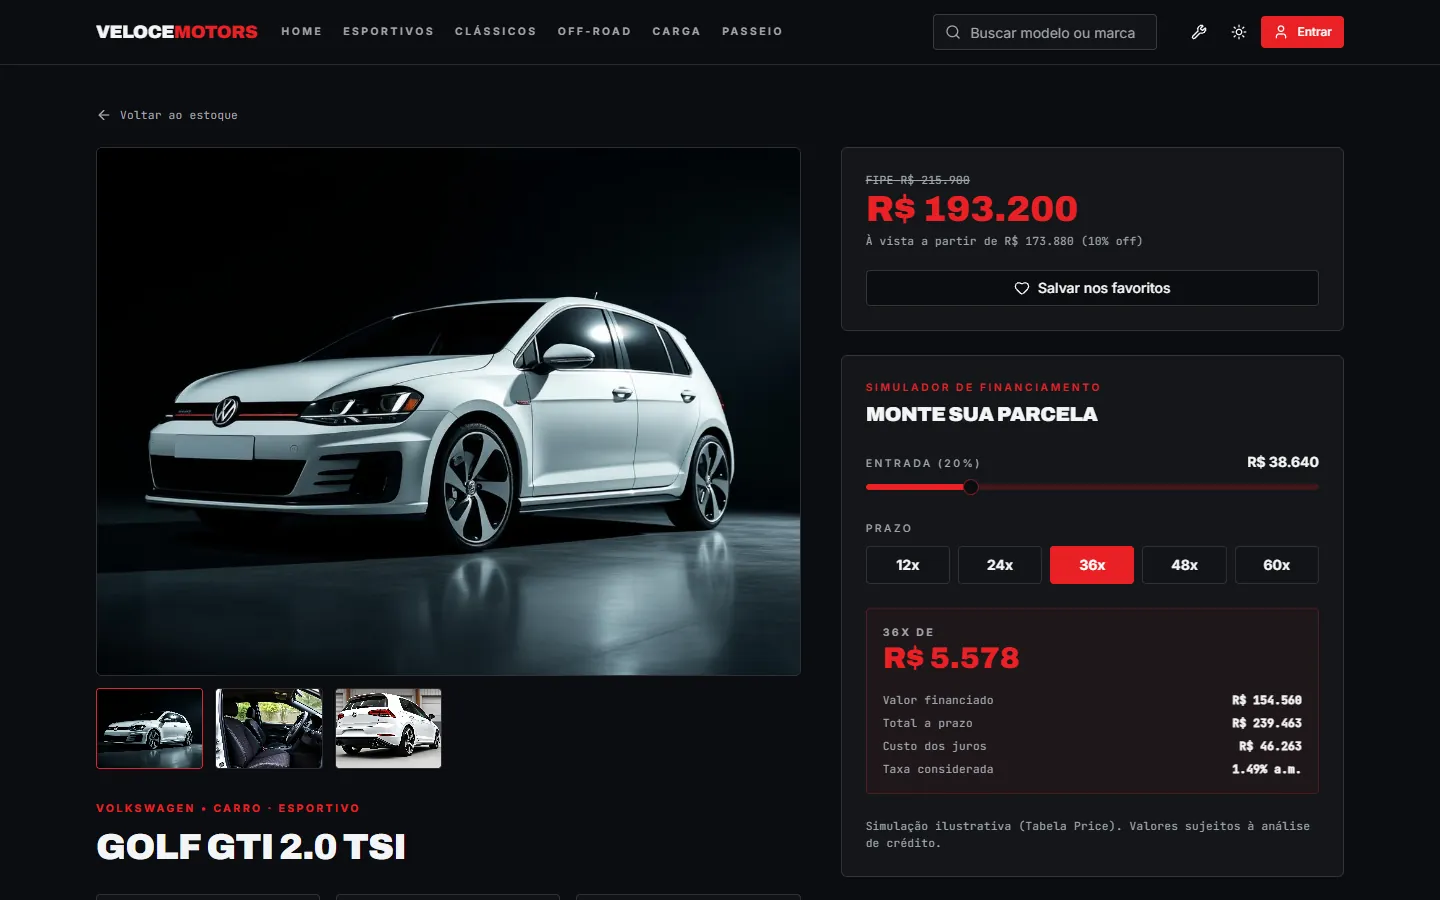 VELOCEMOTORS
HOME ESPORTIVOS CLÁSSICOS OFF-ROAD CARGA PASSEIO
Buscar modelo ou marca
Entrar
Voltar ao estoque
FIPE R$ 215.900
R$ 193.200
À vista a partir de R$ 173.880 (10% off)
Salvar nos favoritos
SIMULADOR DE FINANCIAMENTO
MONTE SUA PARCELA
ENTRADA (20%) R$ 38.640
PRAZO
12x 24x 36x 48x 60x
36X DE
R$ 5.578
Valor financiado R$ 154.560
Total a prazo R$ 239.463
Custo dos juros R$ 46.263
Taxa considerada 1.49% a.m.
Simulação ilustrativa (Tabela Price). Valores sujeitos à análise
de crédito.
VOLKSWAGEN • CARRO · ESPORTIVO
GOLF GTI 2.0 TSI